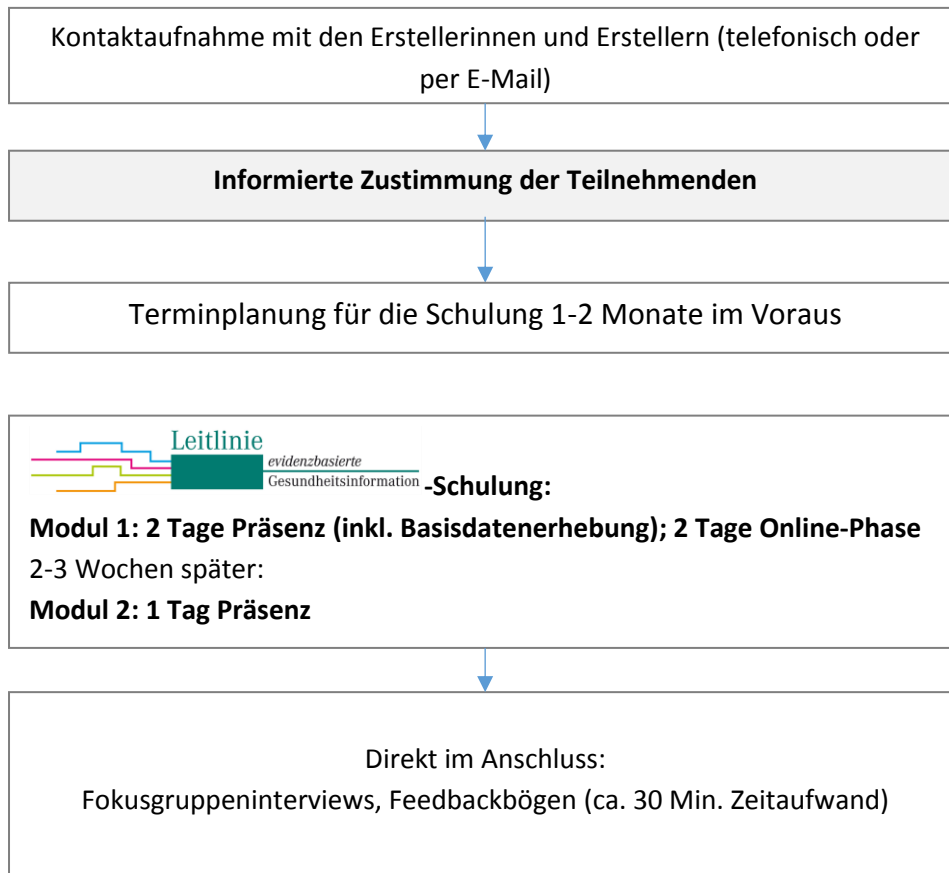 Kontaktaufnahme mit den Erstellerinnen und Erstellern (telefonisch oder
per E-Mail)
Informierte Zustimmung der Teilnehmenden
Terminplanung für die Schulung 1-2 Monate im Voraus
Leitlinie
evidenzbasierte
Gesundheitsinformation -Schulung:
Modul 1: 2 Tage Präsenz (inkl. Basisdatenerhebung); 2 Tage Online-Phase
2-3 Wochen später:
Modul 2: 1 Tag Präsenz
Direkt im Anschluss:
Fokusgruppeninterviews, Feedbackbögen (ca. 30 Min. Zeitaufwand)